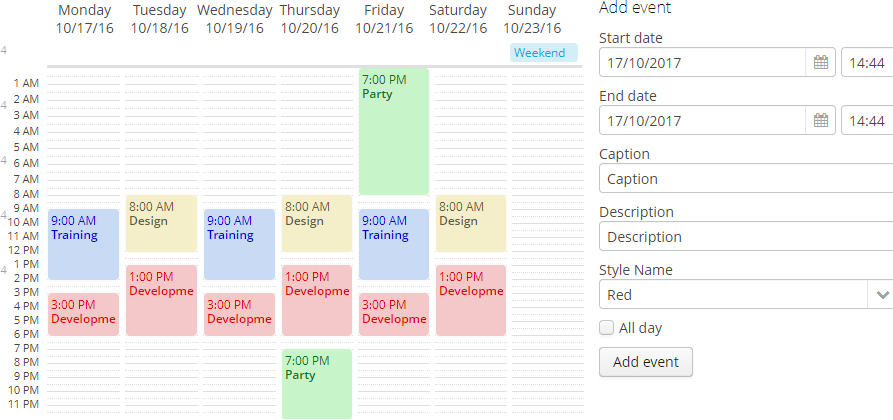 Monday Tuesday Wednesday Thursday Friday Saturday Sunday
10/17/16 10/18/16 10/19/16 10/20/16 10/21/16 10/22/16 10/23/16
4 Weekend
1 AM
2 AM
4 3 AM
4 AM
5 AM
4 6 AM
7 AM
8 AM
4 9 AM
10 AM
11 AM
12 PM
1 PM
4 2 PM
3 PM
4 PM
5 PM
6 PM
7 PM
8 PM
9 PM
10 PM
11 PM
9:00 AM
Training
3:00 PM
Developme
8:00 AM
Design
1:00 PM
Developme
9:00 AM
Training
3:00 PM
Developme
8:00 AM
Design
1:00 PM
Developme
7:00 PM
Party
7:00 PM
Party
9:00 AM
Training
3:00 PM
Developme
8:00 AM
Design
1:00 PM
Developme
Add event
Start date
17/10/2017 14:44
End date
17/10/2017 14:44
Caption
Caption
Description
Description
Style Name
Red
All day
Add event